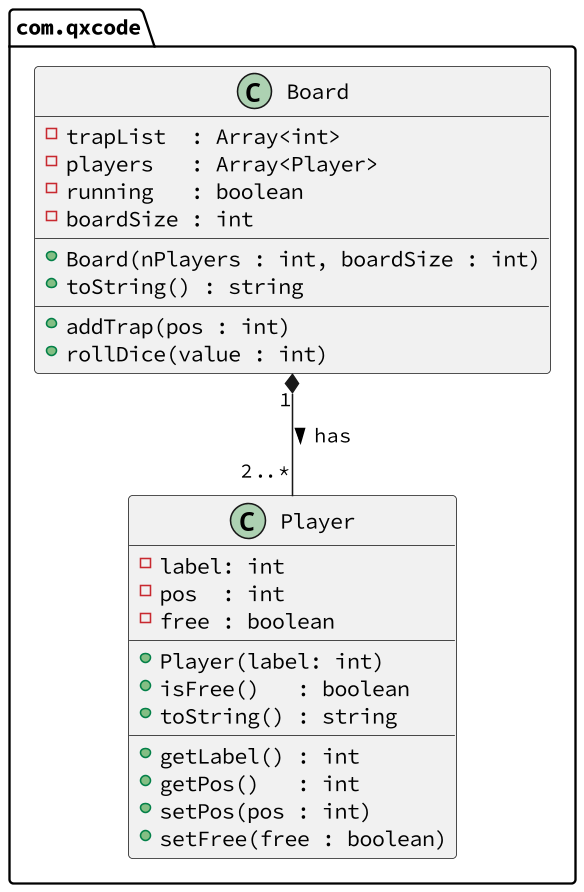 com.qxcode
C Board
trapList : Array<int>
players : Array<Player>
running : boolean
boardSize : int
Board(nPlayers : int, boardSize : int)
toString() : string
addTrap(pos : int)
rollDice(value : int)
1
has
2..*
C Player
label: int
pos : int
free : boolean
Player(label: int)
isFree() : boolean
toString() : string
getLabel() : int
getPos() : int
setPos(pos : int)
setFree(free : boolean)